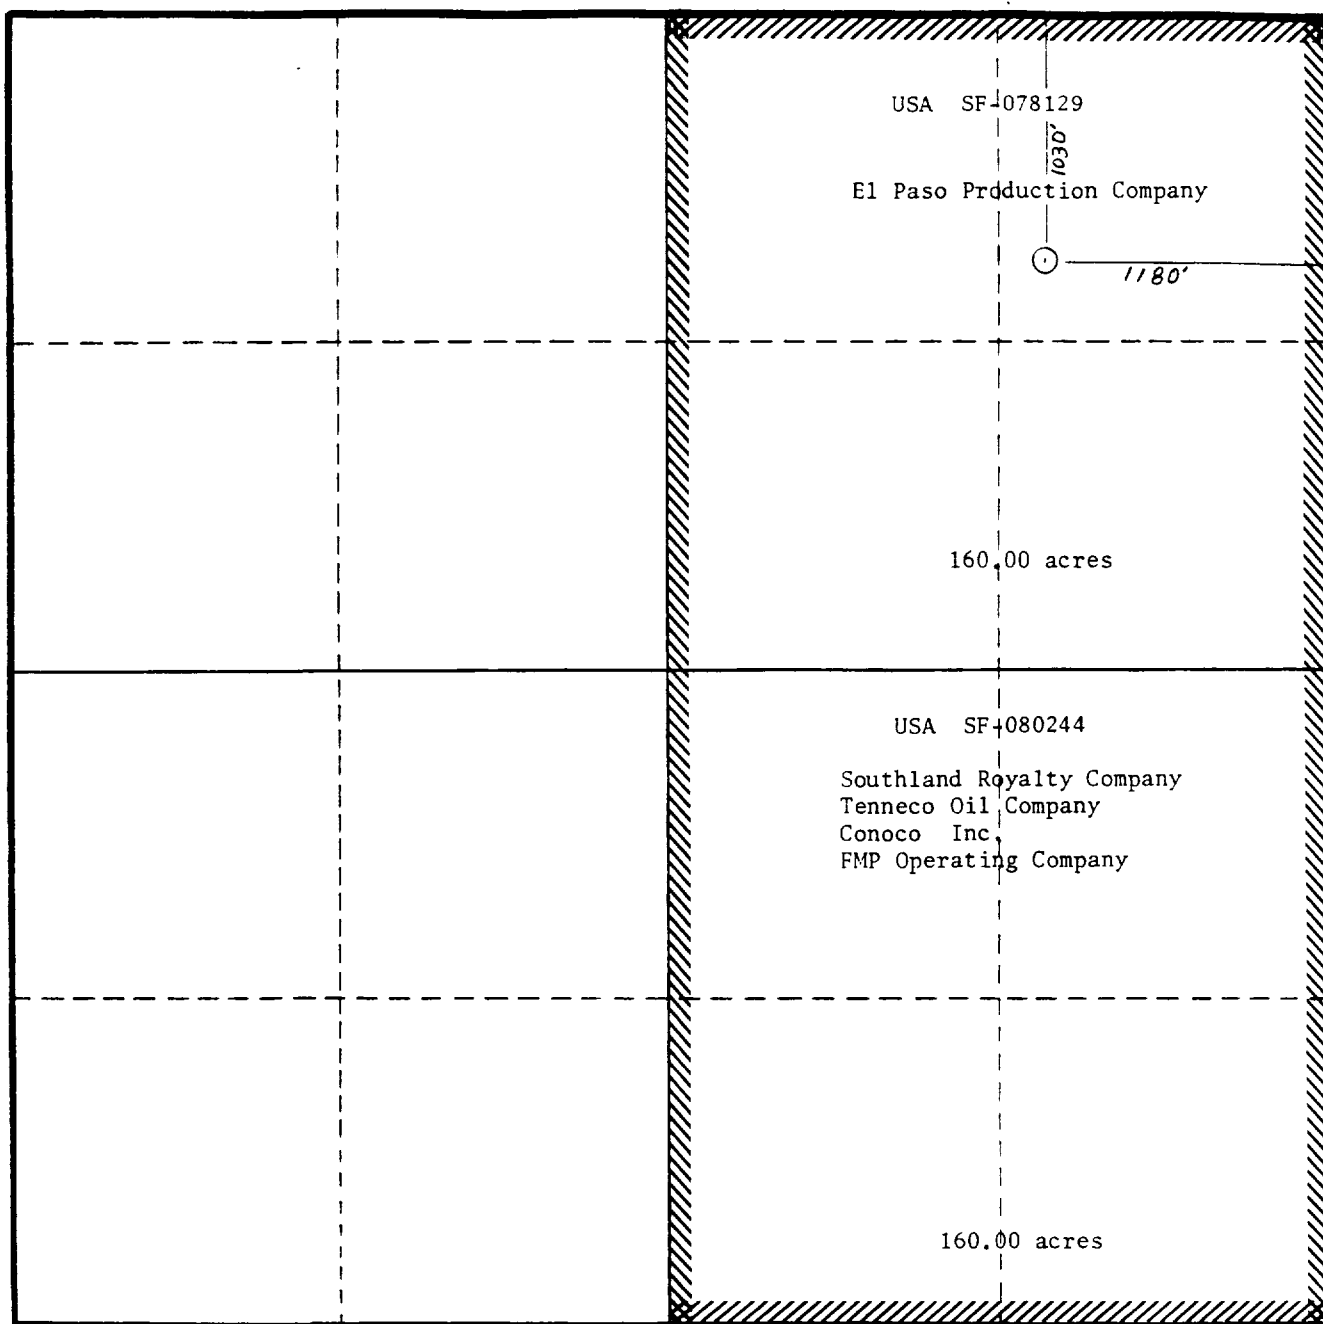 USA SF-078129
1030'
El Paso Production Company
1180'
160.00 acres
USA SF-080244
Southland Royalty Company
Tenneco Oil Company
Conoco Inc.
FMP Operating Company
160.00 acres